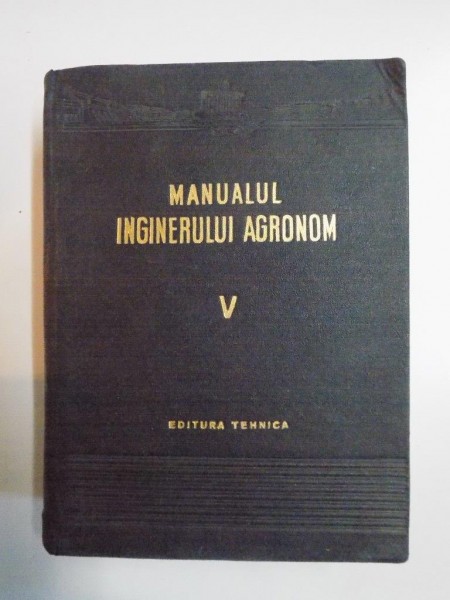 MANUALUL
INGINERULUI AGRONOM
V
EDITURA TEHNICA